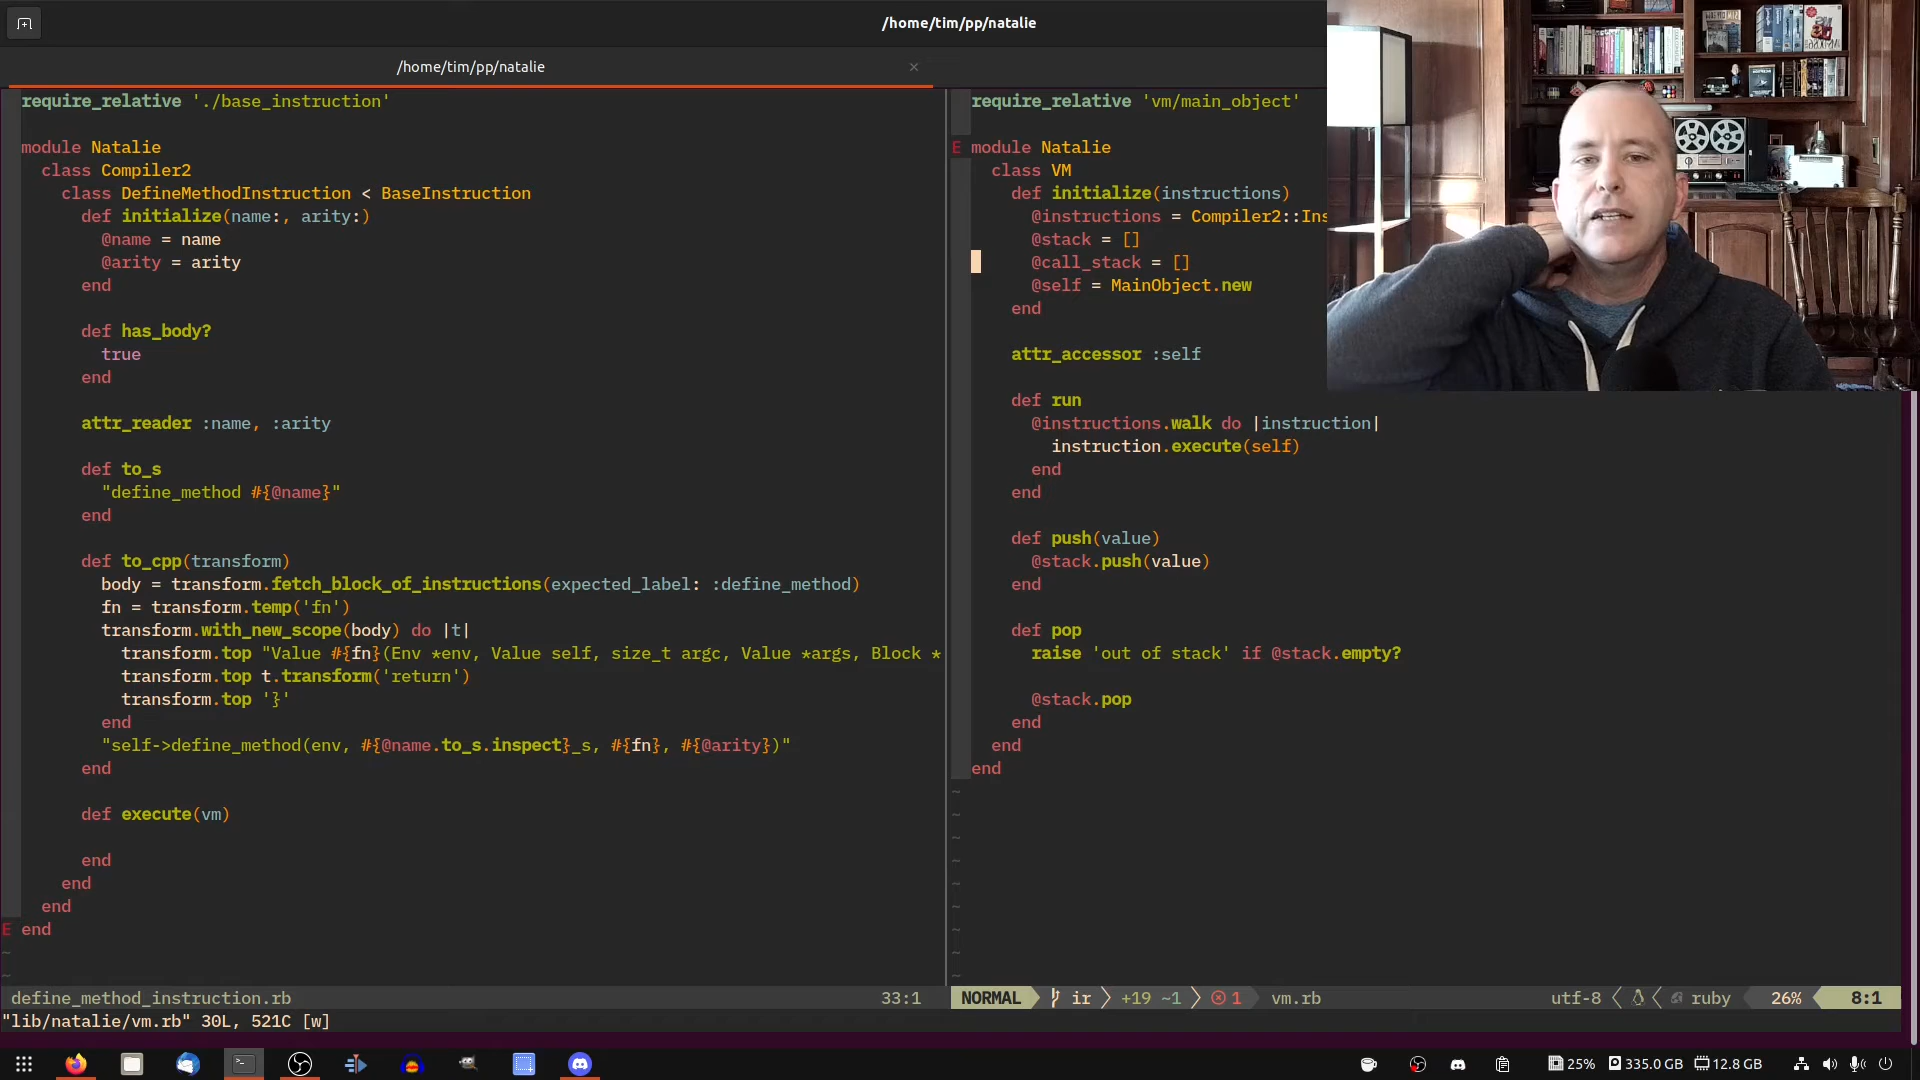 /home/tim/pp/natalie
/home/tim/pp/natalie ×
require_relative './base_instruction'
module Natalie
class Compiler2
class DefineMethodInstruction < BaseInstruction
def initialize(name:, arity:)
@name = name
@arity = arity
end
def has_body?
true
end
attr_reader :name, :arity
def to_s
"define_method #{@name}"
end
def to_cpp(transform)
body = transform.fetch_block_of_instructions(expected_label: :define_method)
fn = transform.temp('fn')
transform.with_new_scope(body) do |t|
transform.top "Value #{fn}(Env *env, Value self, size_t argc, Value *args, Block *
transform.top t.transform('return')
transform.top '}'
end
"self->define_method(env, #{@name.to_s.inspect}_s, #{fn}, #{@arity})"
end
def execute(vm)
end
end
end
E end
~
~
define_method_instruction.rb 33:1
require_relative 'vm/main_object'
E module Natalie
class VM
def initialize(instructions)
@instructions = Compiler2::Ins
@stack = []
@call_stack = []
@self = MainObject.new
end
attr_accessor :self
def run
@instructions.walk do |instruction|
instruction.execute(self)
end
end
def push(value)
@stack.push(value)
end
def pop
raise 'out of stack' if @stack.empty?
@stack.pop
end
end
end
~
~
~
~
~
~
~
~
~
NORMAL ir +19 ~1 1 vm.rb utf-8 ruby 26% 8:1
"lib/natalie/vm.rb" 30L, 521C [w]
25% 335.0 GB 12.8 GB